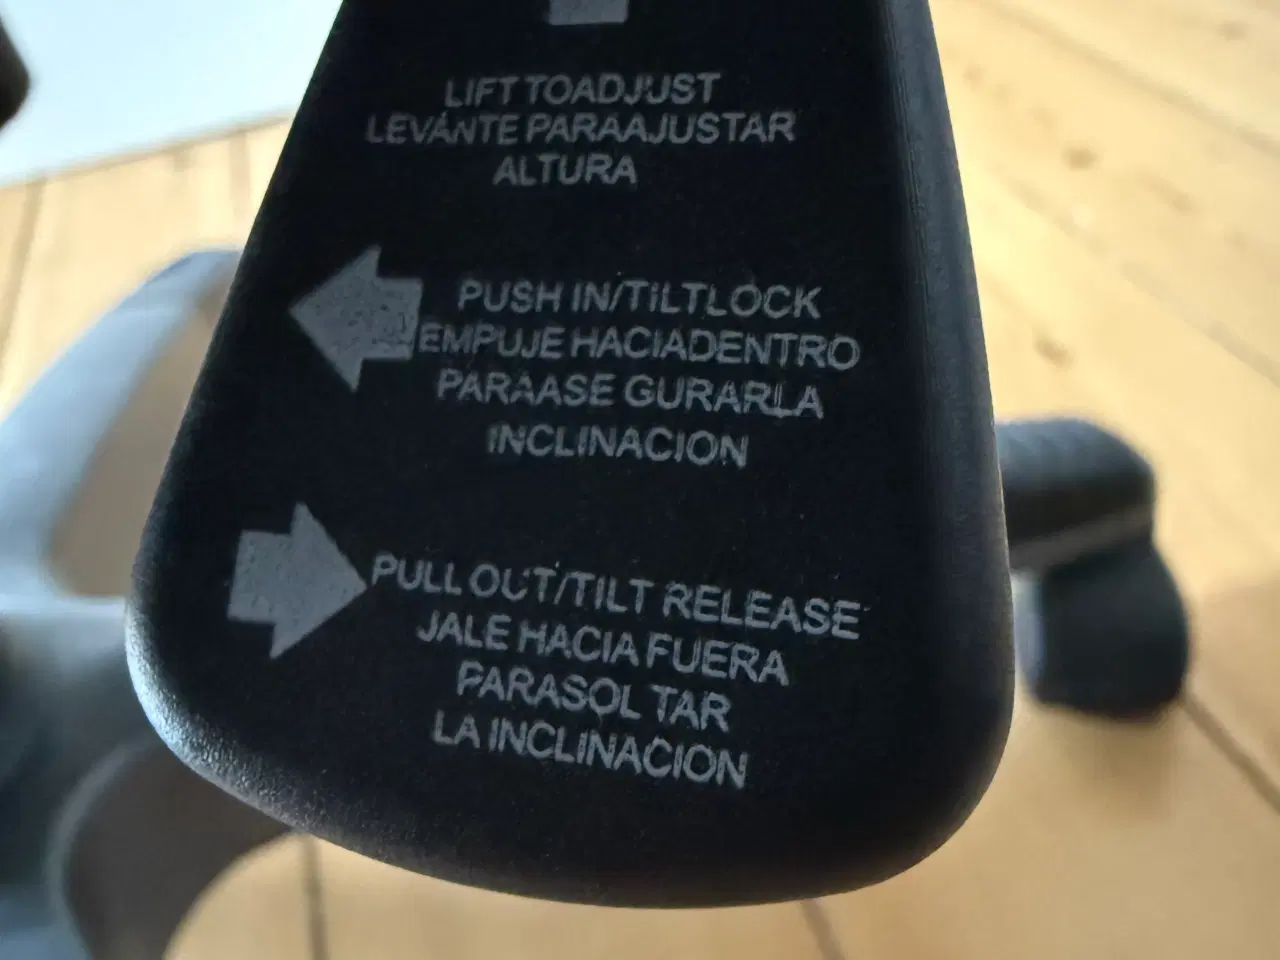 LIFT TOADJUST
LEVANTE PARAAJUSTAR
ALTURA
PUSH IN/TILTLOCK
EMPUJE HACIADENTRO
PARAASE GURARLA
INCLINACION
PULL OUT/TILT RELEASE
JALE HACIA FUERA
PARASOL TAR
LA INCLINACION